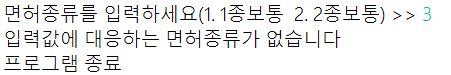 면허종류를 입력하세요(1. 1종보통  2. 2종보통) >> 3
입력값에 대응하는 면허종류가 없습니다
프로그램 종료